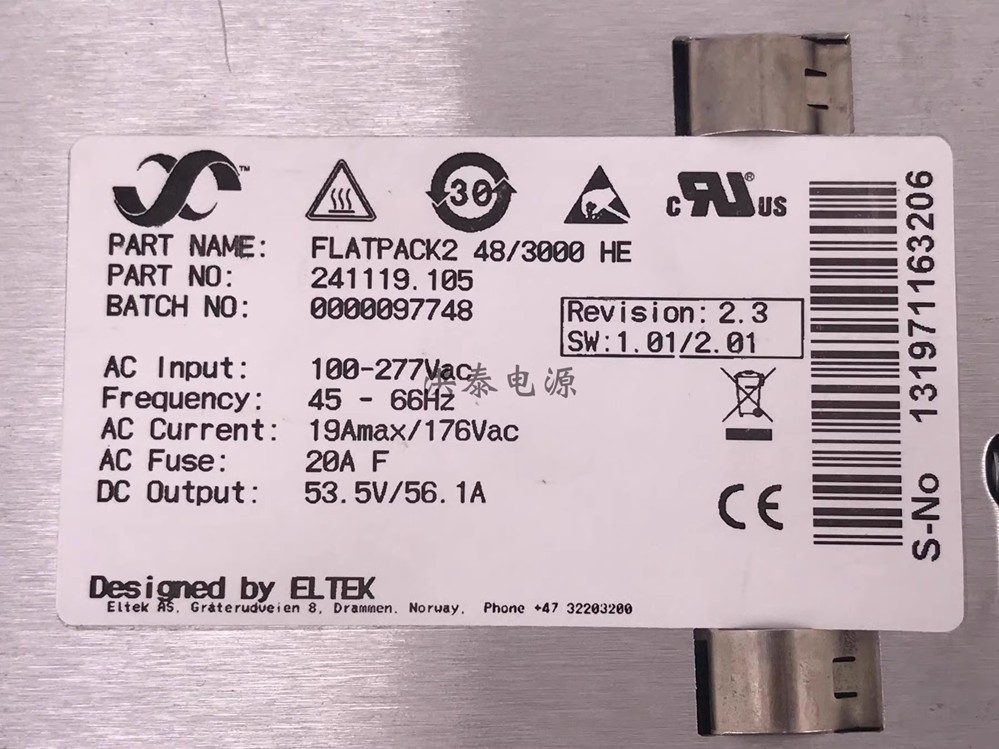 ™
30
c RU® US
PART NAME: FLATPACK2 48/3000 HE
PART NO: 241119.105
BATCH NO: 0000097748
Revision: 2.3
SW:1.01/2.01
AC Input: 100-277Vac
洪泰电源
Frequency: 45 - 66Hz
AC Current: 19Amax/176Vac
AC Fuse: 20A F
DC Output: 53.5V/56.1A
CE
S-No 131971163206
Designed by ELTEK
Eltek AS, Gråterudveien 8, Drammen, Norway, Phone +47 32203200